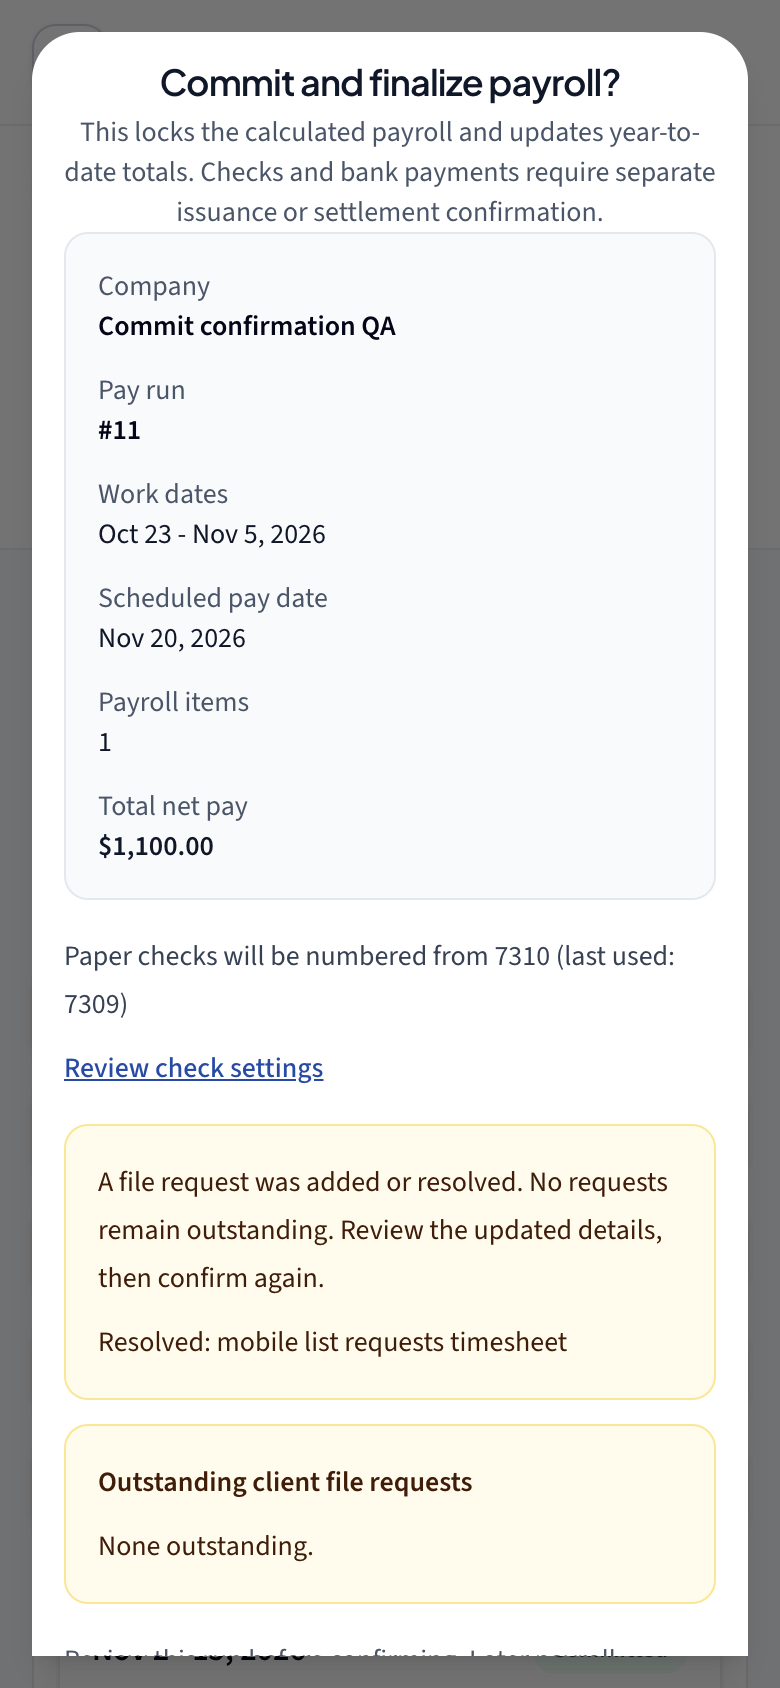 Commit and finalize payroll?
This locks the calculated payroll and updates year-to-
date totals. Checks and bank payments require separate
issuance or settlement confirmation.
Company
Commit confirmation QA
Pay run
#11
Work dates
Oct 23 - Nov 5, 2026
Scheduled pay date
Nov 20, 2026
Payroll items
1
Total net pay
$1,100.00
Paper checks will be numbered from 7310 (last used:
7309)
Review check settings
A file request was added or resolved. No requests
remain outstanding. Review the updated details,
then confirm again.
Resolved: mobile list requests timesheet
Outstanding client file requests
None outstanding.